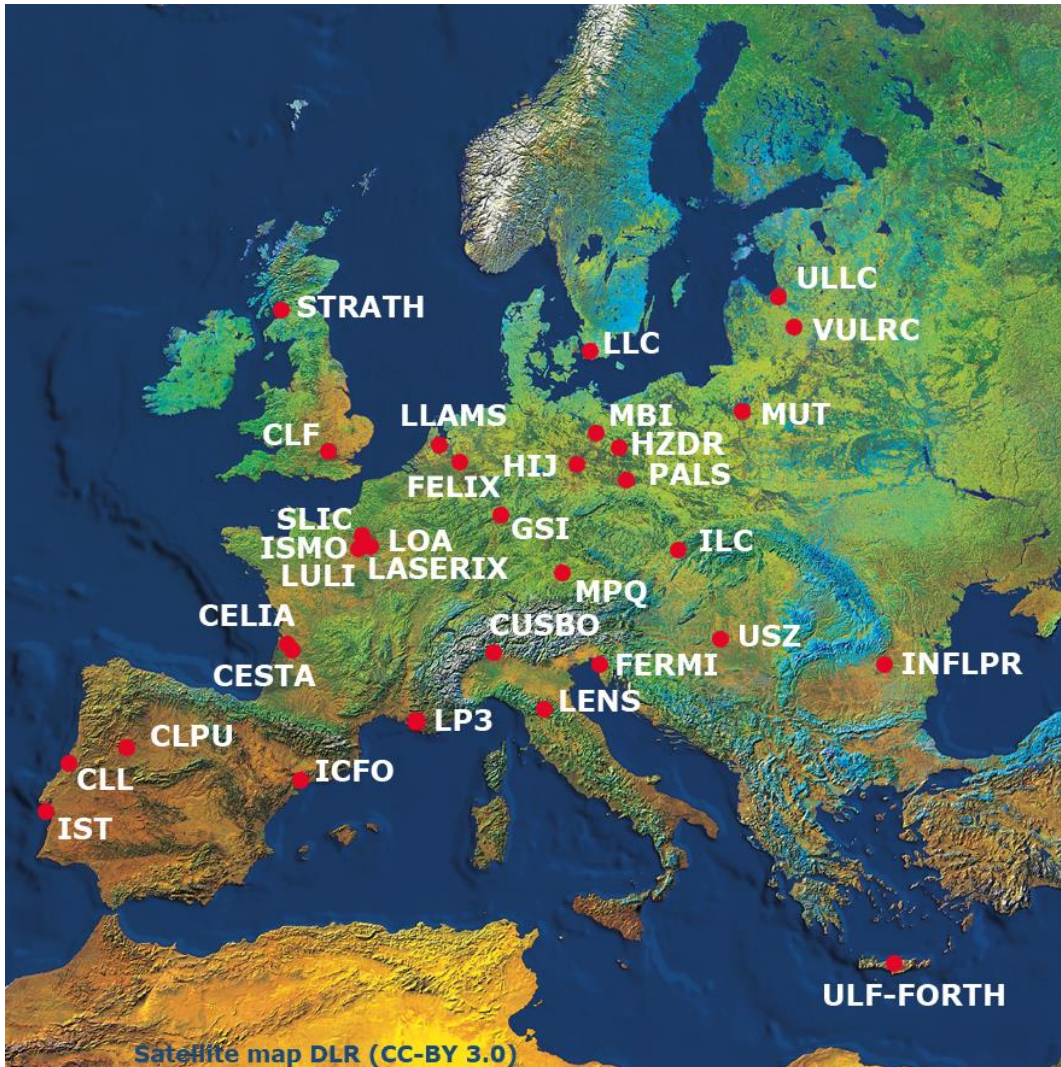 ULLC
STRATH
VULRC
LLC
LLAMS
MBI
MUT
CLF
HZDR
HIJ
PALS
FELIX
SLIC
GSI
ISMO
LOA
ILC
LULI
LASERIX
MPQ
CELIA
CUSBO
USZ
CESTA
FERMI
INFLPR
LENS
LP3
CLPU
ICFO
CLL
IST
ULF-FORTH
Satellite map DLR (CC-BY 3.0)